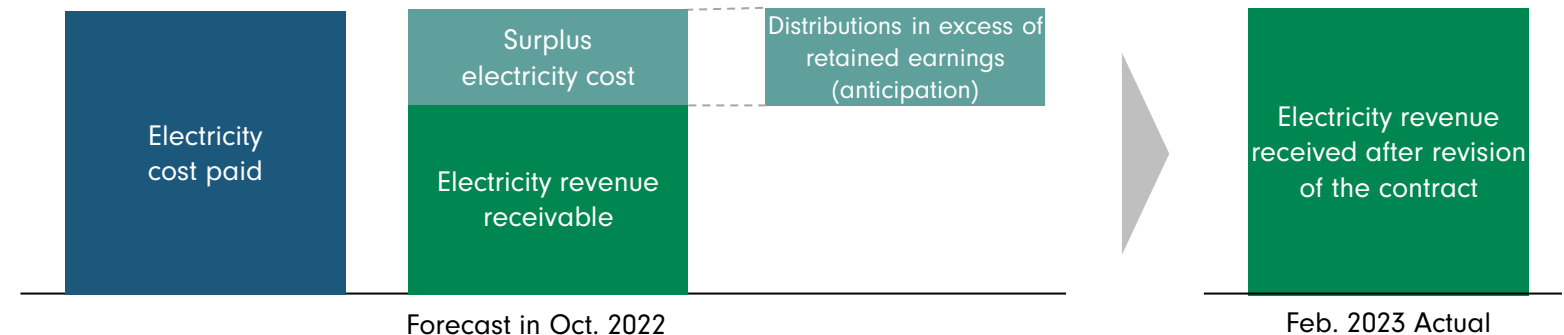 Electricity
cost paid
Surplus
electricity cost
Electricity revenue
receivable
Distributions in excess of
retained earnings
(anticipation)
Forecast in Oct. 2022
Electricity revenue
received after revision
of the contract
Feb. 2023 Actual